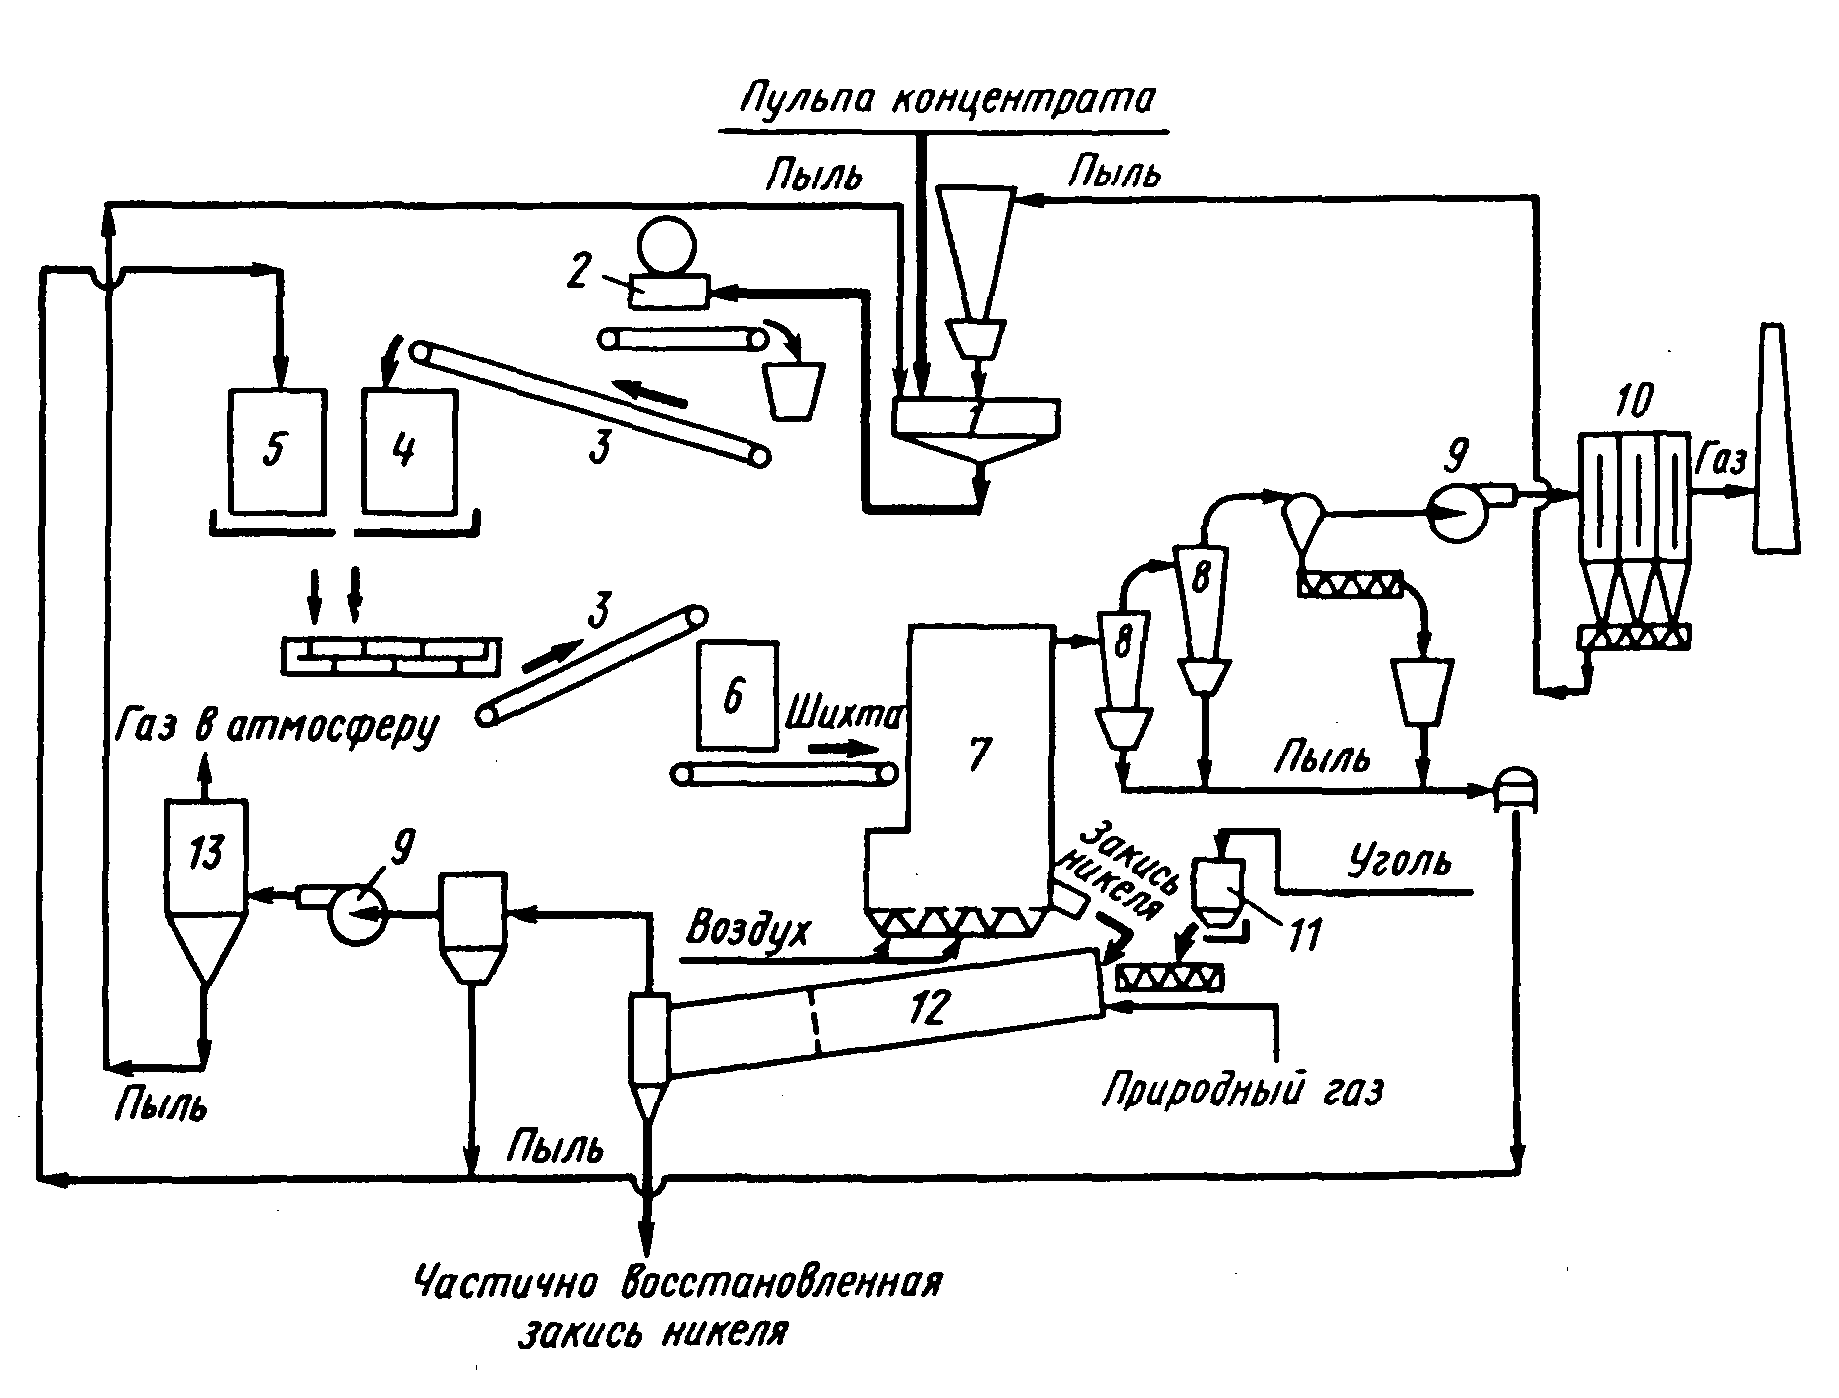 Пульпа концентрата
Пыль
Пыль
2
1
5
4
3
10
9
Газ
8
8
3
6
Шихта
7
Газ в атмосферу
Пыль
13
9
Закись
никеля
Уголь
11
Воздух
12
Природный газ
Пыль
Пыль
Частично восстановленная
закись никеля